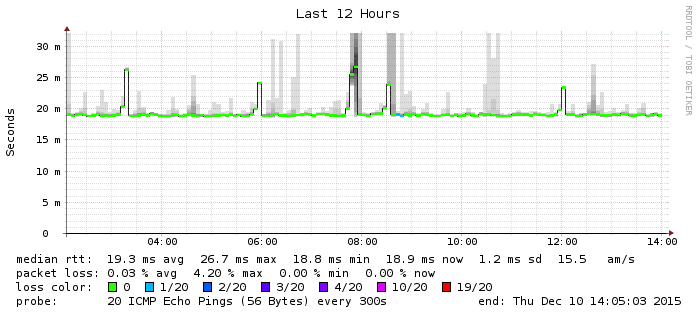 Last 12 Hours
RRDTOOL / TOBI OETIKER
Seconds
30 m
25 m
20 m
15 m
10 m
5 m
0
04:00 06:00 08:00 10:00 12:00 14:00
median rtt: 19.3 ms avg 26.7 ms max 18.8 ms min 18.9 ms now 1.2 ms sd 15.5 am/s
packet loss: 0.03 % avg 4.20 % max 0.00 % min 0.00 % now
loss color: 0 1/20 2/20 3/20 4/20 10/20 19/20
probe: 20 ICMP Echo Pings (56 Bytes) every 300s end: Thu Dec 10 14:05:03 2015